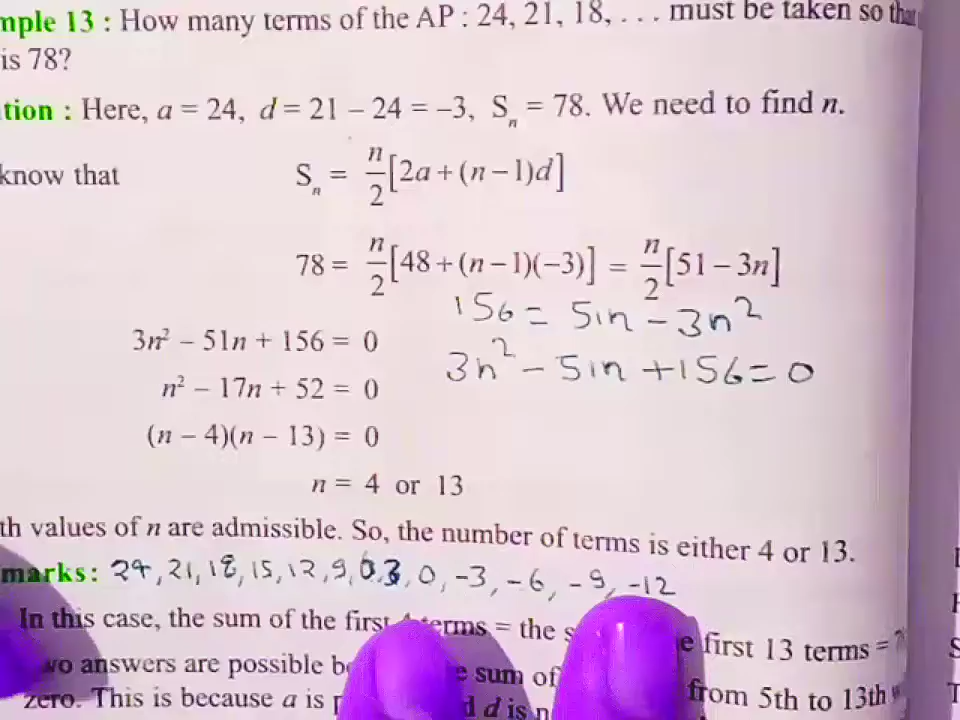 mple 13 : How many terms of the AP : 24, 21, 18, . . . must be taken so tha
is 78?
tion : Here, a = 24, d = 21 – 24 = –3, Sₙ = 78. We need to find n.
know that Sₙ = n/2 [2a + (n – 1)d]
78 = n/2 [48 + (n – 1)(–3)] = n/2 [51 – 3n]
156 = 51n – 3n²
3n² – 51n + 156 = 0
3n² – 51n + 156 = 0
n² – 17n + 52 = 0
(n – 4)(n – 13) = 0
n = 4 or 13
th values of n are admissible. So, the number of terms is either 4 or 13.
marks: 24, 21, 18, 15, 12, 9, 3, 0, –3, –6, –9, –12
In this case, the sum of the first terms = the first 13 terms =
wo answers are possible sum of from 5th to 13th
zero. This is because a is d is